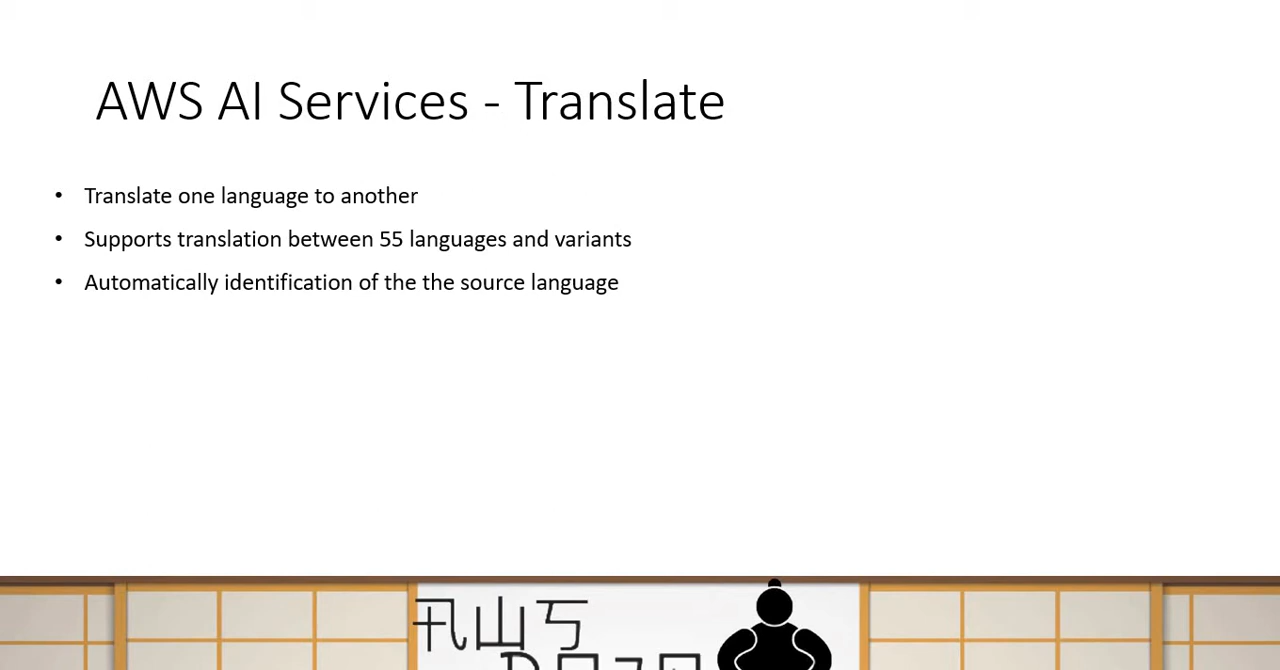 AWS AI Services - Translate
• Translate one language to another
• Supports translation between 55 languages and variants
• Automatically identification of the the source language